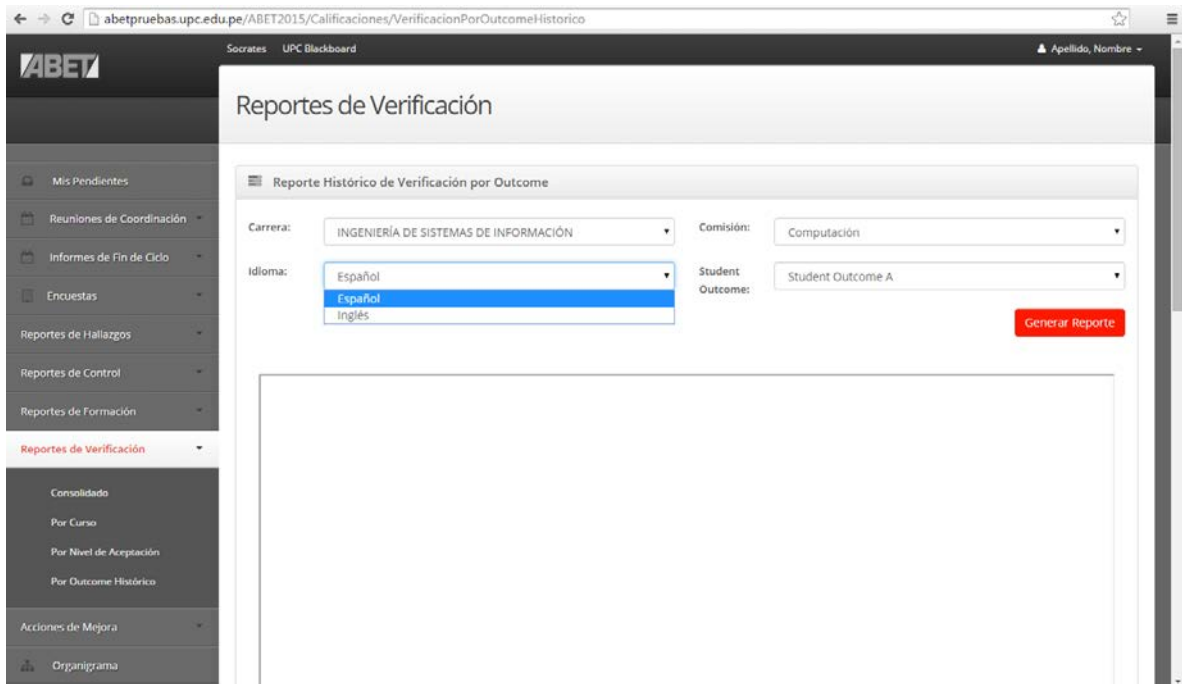 abetpruebas.upc.edu.pe/ABET2015/Calificaciones/VerificacionPorOutcomeHistorico
ABET
Socrates UPC Blackboard Apellido, Nombre
Reportes de Verificación
Mis Pendientes
Reuniones de Coordinación
Informes de Fin de Ciclo
Encuestas
Reportes de Hallazgos
Reportes de Control
Reportes de Formación
Reportes de Verificación
Consolidado
Por Curso
Por Nivel de Aceptación
Por Outcome Histórico
Acciones de Mejora
Organigrama
Reporte Histórico de Verificación por Outcome
Carrera: INGENIERÍA DE SISTEMAS DE INFORMACIÓN Comisión: Computación
Idioma: Español Student Outcome: Student Outcome A
Español
Inglés
Generar Reporte